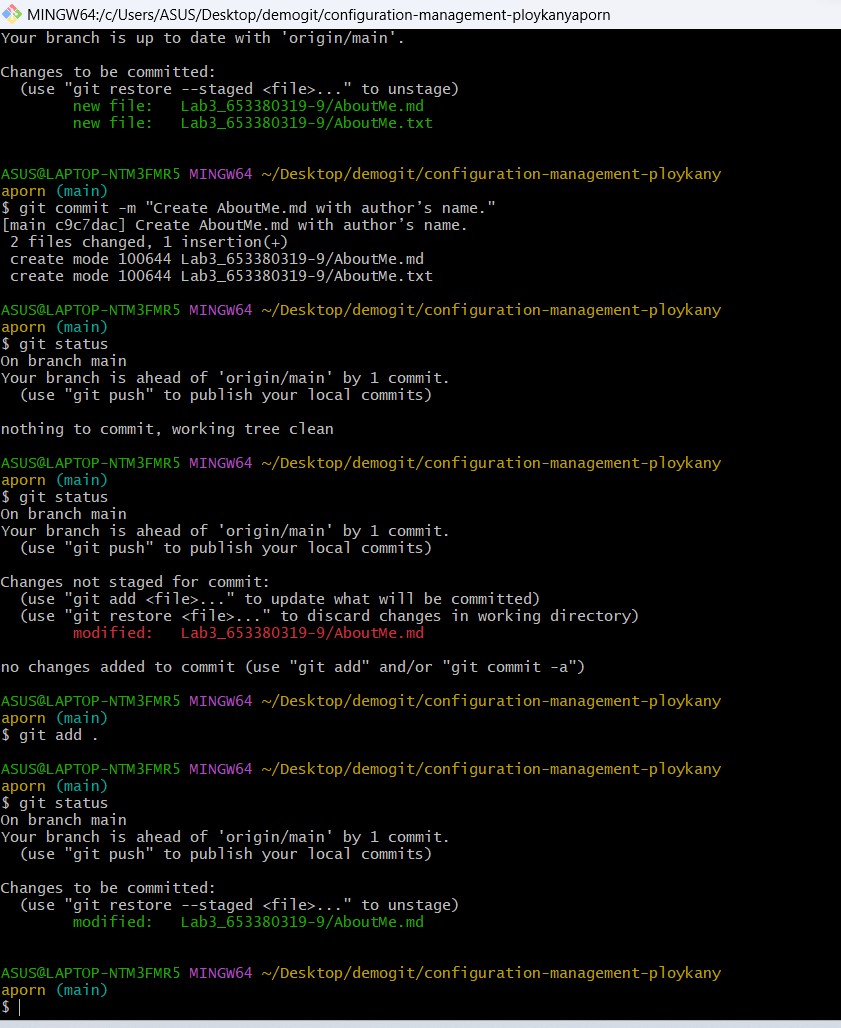 MINGW64:/c/Users/ASUS/Desktop/demogit/configuration-management-ploykanyaporn
Your branch is up to date with 'origin/main'.
Changes to be committed:
  (use "git restore --staged <file>..." to unstage)
        new file:   Lab3_653380319-9/AboutMe.md
        new file:   Lab3_653380319-9/AboutMe.txt
ASUS@LAPTOP-NTM3FMR5 MINGW64 ~/Desktop/demogit/configuration-management-ploykany
aporn (main)
$ git commit -m "Create AboutMe.md with author’s name."
[main c9c7dac] Create AboutMe.md with author’s name.
 2 files changed, 1 insertion(+)
 create mode 100644 Lab3_653380319-9/AboutMe.md
 create mode 100644 Lab3_653380319-9/AboutMe.txt
ASUS@LAPTOP-NTM3FMR5 MINGW64 ~/Desktop/demogit/configuration-management-ploykany
aporn (main)
$ git status
On branch main
Your branch is ahead of 'origin/main' by 1 commit.
  (use "git push" to publish your local commits)
nothing to commit, working tree clean
ASUS@LAPTOP-NTM3FMR5 MINGW64 ~/Desktop/demogit/configuration-management-ploykany
aporn (main)
$ git status
On branch main
Your branch is ahead of 'origin/main' by 1 commit.
  (use "git push" to publish your local commits)
Changes not staged for commit:
  (use "git add <file>..." to update what will be committed)
  (use "git restore <file>..." to discard changes in working directory)
        modified:   Lab3_653380319-9/AboutMe.md
no changes added to commit (use "git add" and/or "git commit -a")
ASUS@LAPTOP-NTM3FMR5 MINGW64 ~/Desktop/demogit/configuration-management-ploykany
aporn (main)
$ git add .
ASUS@LAPTOP-NTM3FMR5 MINGW64 ~/Desktop/demogit/configuration-management-ploykany
aporn (main)
$ git status
On branch main
Your branch is ahead of 'origin/main' by 1 commit.
  (use "git push" to publish your local commits)
Changes to be committed:
  (use "git restore --staged <file>..." to unstage)
        modified:   Lab3_653380319-9/AboutMe.md
ASUS@LAPTOP-NTM3FMR5 MINGW64 ~/Desktop/demogit/configuration-management-ploykany
aporn (main)
$